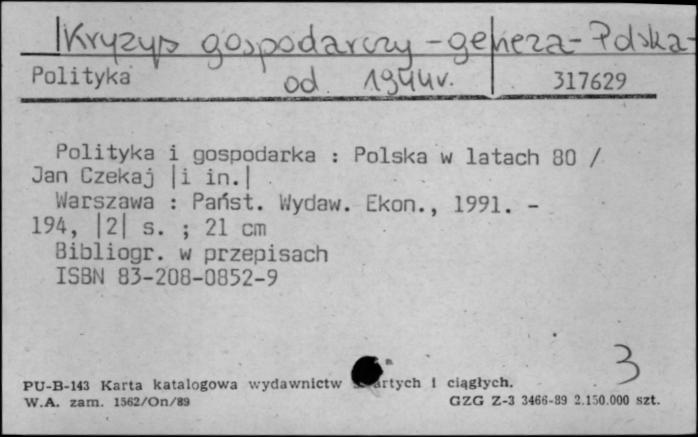 Kryzys gospodarczy - geneza - Polska -
od 1944r.
Polityka
317629
Polityka i gospodarka : Polska w latach 80 /
Jan Czekaj |i in.|
Warszawa : Państ. Wydaw. Ekon., 1991. -
194, |2| s. ; 21 cm
Bibliogr. w przepisach
ISBN 83-208-0852-9
3
PU-B-143 Karta katalogowa wydawnictw artych i ciągłych.
W.A. zam. 1562/On/89
GZG Z-3 3466-89 2.150.000 szt.